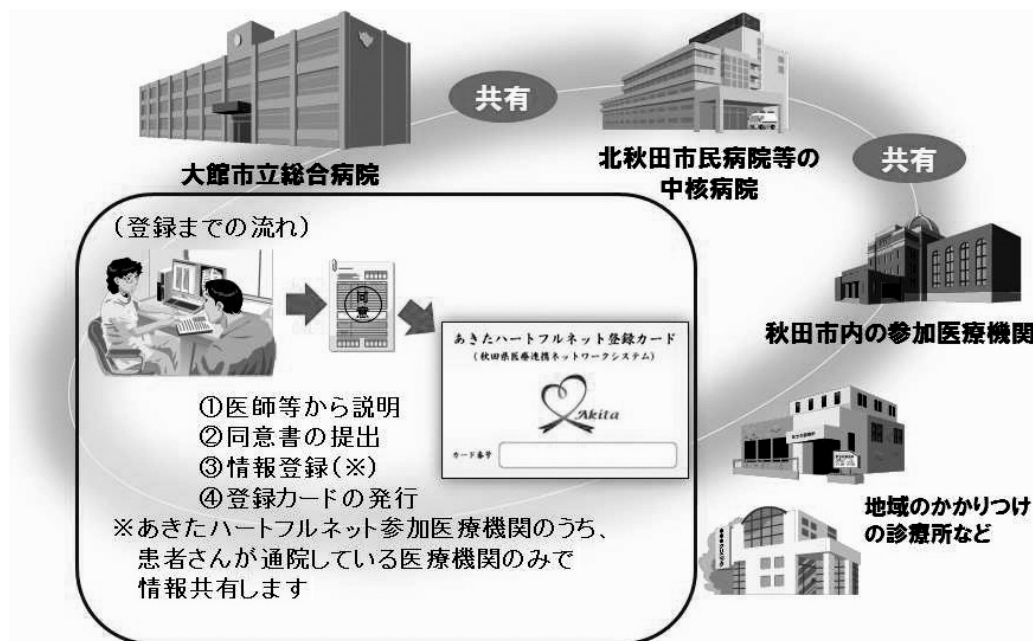 共有
大館市立総合病院
北秋田市民病院等の
中核病院
共有
秋田市内の参加医療機関
地域のかかりつけ
の診療所など
(登録までの流れ)
同意
あきたハートフルネット登録カード
(秋田県医療連携ネットワークシステム)
Akita
カード番号
①医師等から説明
②同意書の提出
③情報登録(※)
④登録カードの発行
※あきたハートフルネット参加医療機関のうち、
患者さんが通院している医療機関のみで
情報共有します